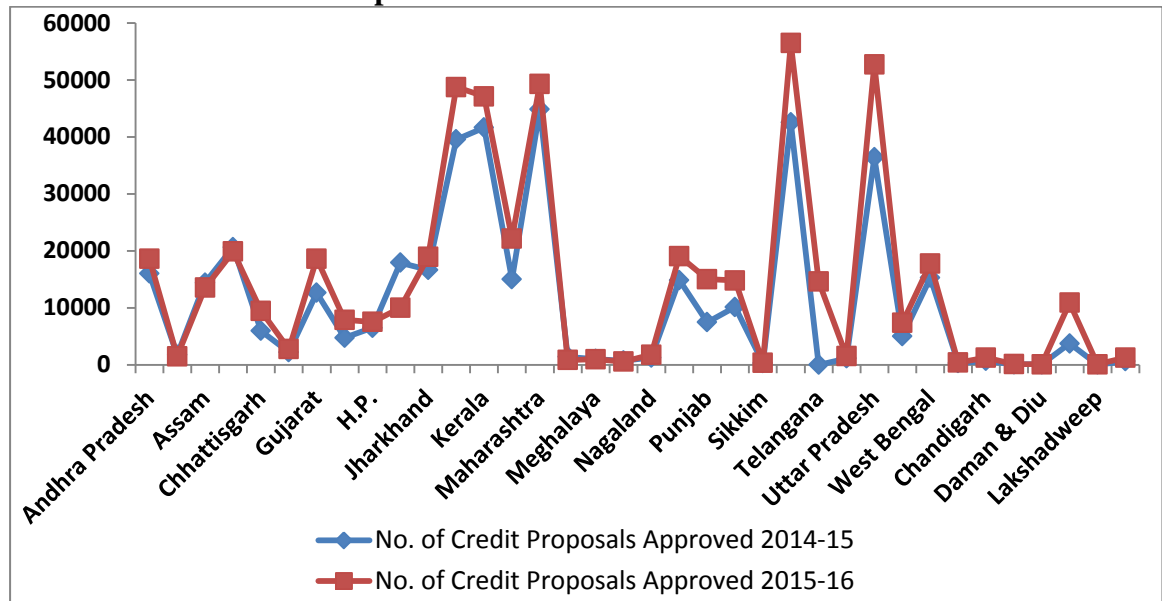 60000
50000
40000
30000
20000
10000
0
Andhra Pradesh
Assam
Chhattisgarh
Gujarat
H.P.
Jharkhand
Kerala
Maharashtra
Meghalaya
Nagaland
Punjab
Sikkim
Telangana
Uttar Pradesh
West Bengal
Chandigarh
Daman & Diu
Lakshadweep
No. of Credit Proposals Approved 2014-15
No. of Credit Proposals Approved 2015-16